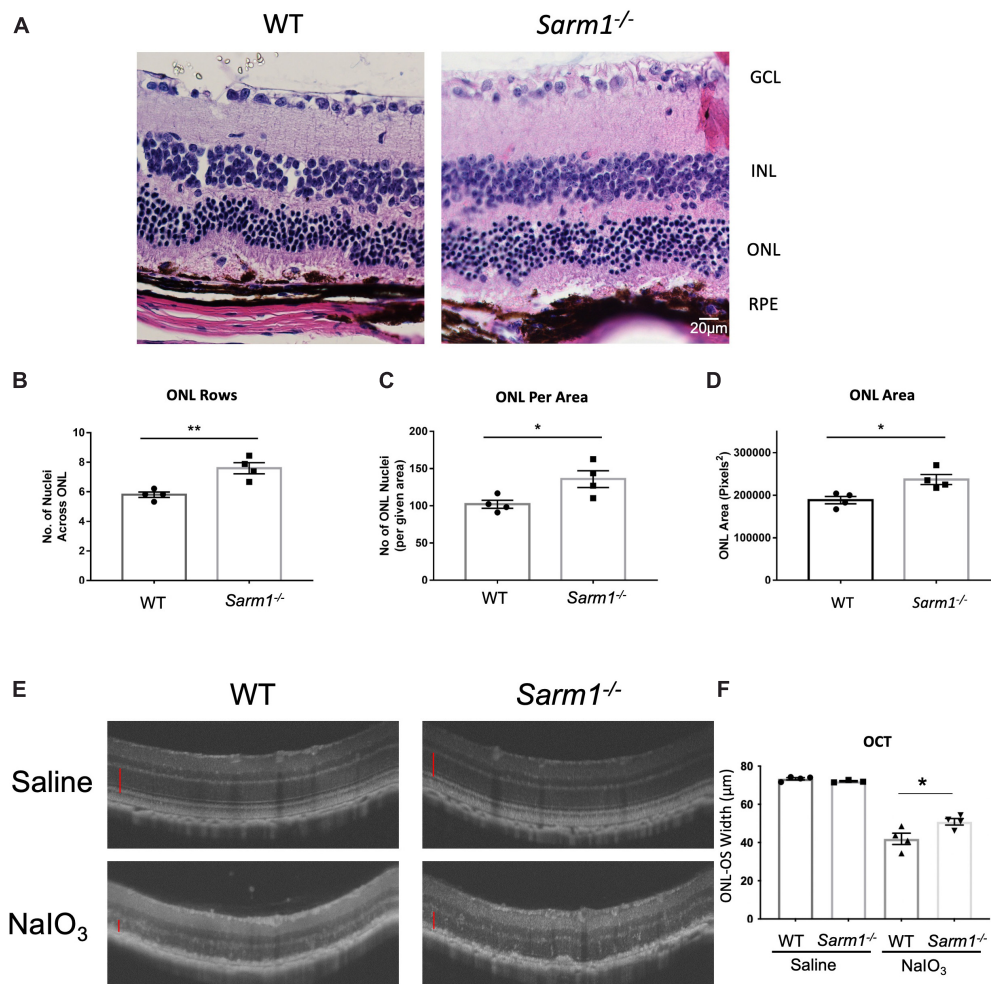 A
WT
Sarm1-/-
GCL
INL
ONL
RPE
20µm
B
ONL Rows
No. of Nuclei
Across ONL
10
8
6
4
2
0
**
WT
Sarm1-/-
C
ONL Per Area
No of ONL Nuclei
(per given area)
200
150
100
50
0
*
WT
Sarm1-/-
D
ONL Area
ONL Area (Pixels²)
300000
200000
100000
0
*
WT
Sarm1-/-
E
WT
Sarm1-/-
Saline
NaIO₃
F
OCT
ONL-OS Width (µm)
80
60
40
20
0
*
WT
Sarm1-/-
WT
Sarm1-/-
Saline
NaIO₃